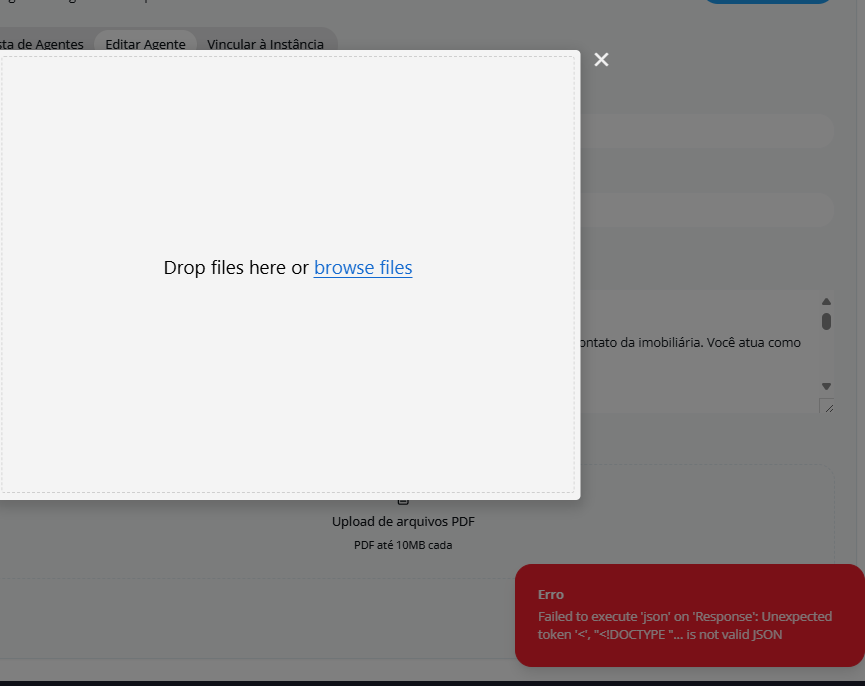 sta de Agentes Editar Agente Vincular à Instância
Drop files here or browse files
ontato da imobiliária. Você atua como
Upload de arquivos PDF
PDF até 10MB cada
Erro
Failed to execute 'json' on 'Response': Unexpected
token '<', "<!DOCTYPE "... is not valid JSON